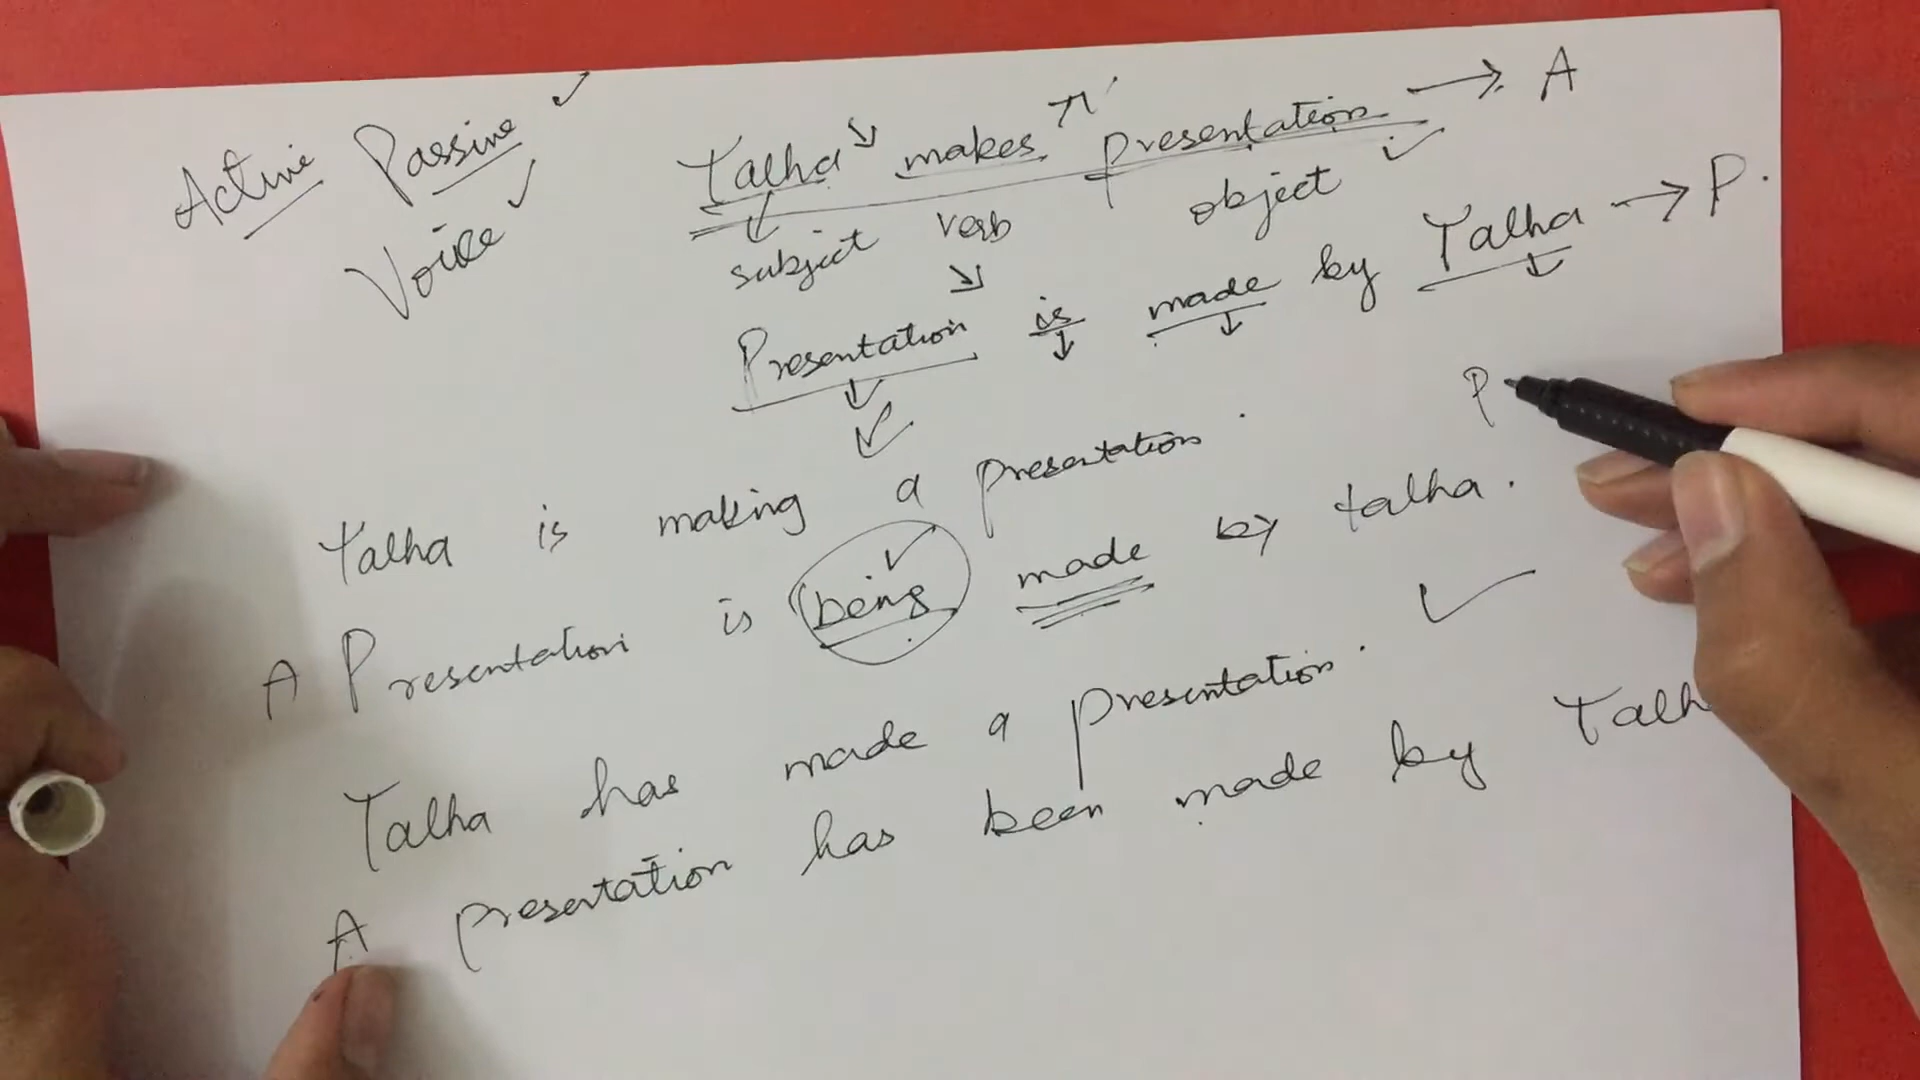 Active Passive
Voice
Talha makes presentation → A
subject verb object
Presentation is made by Talha → P.
P
Talha is making a presentation.
A Presentation is being made by talha.
Talha has made a presentation.
A presentation has been made by Talh